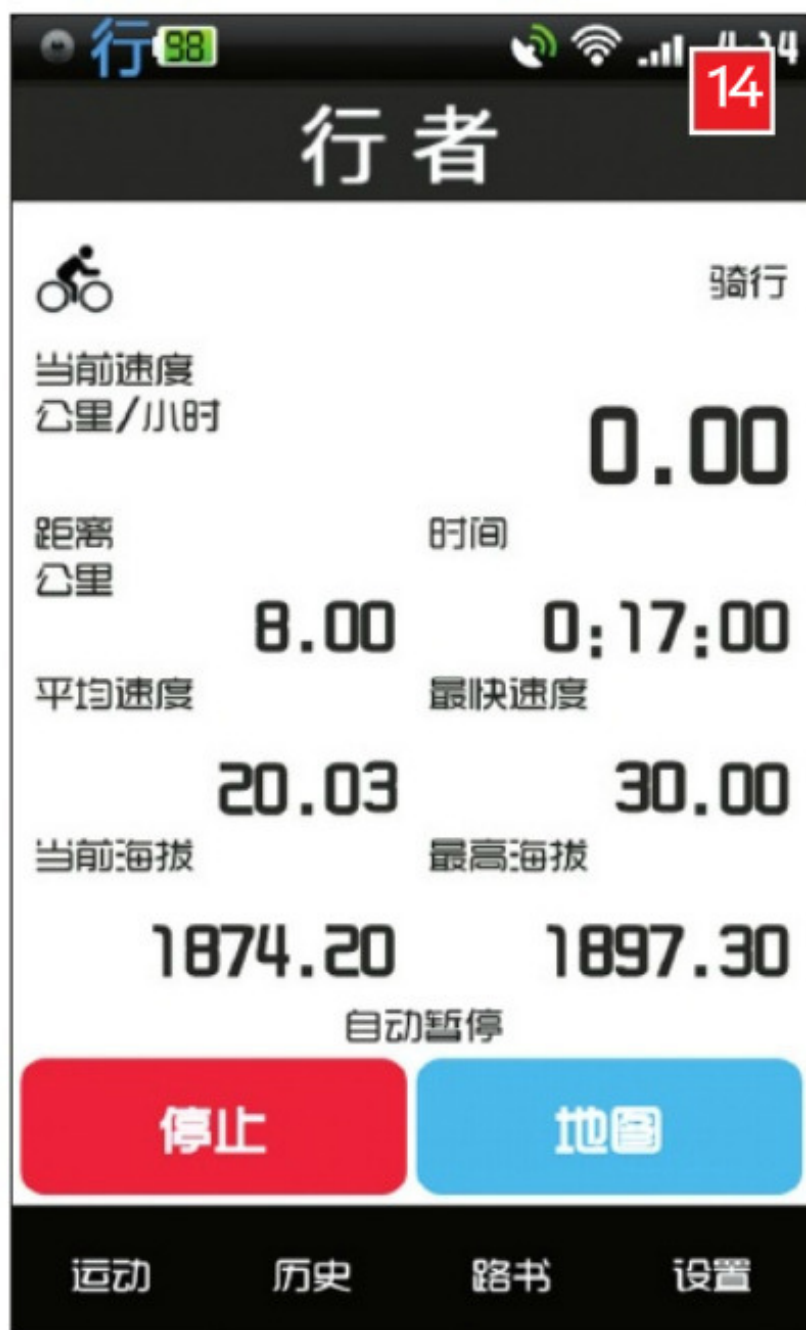 行 98
14
行者
骑行
当前速度
公里/小时
0.00
距离
公里
时间
8.00
0:17:00
平均速度
最快速度
20.03
30.00
当前海拔
最高海拔
1874.20
1897.30
自动暂停
停止
地图
运动 历史 路书 设置